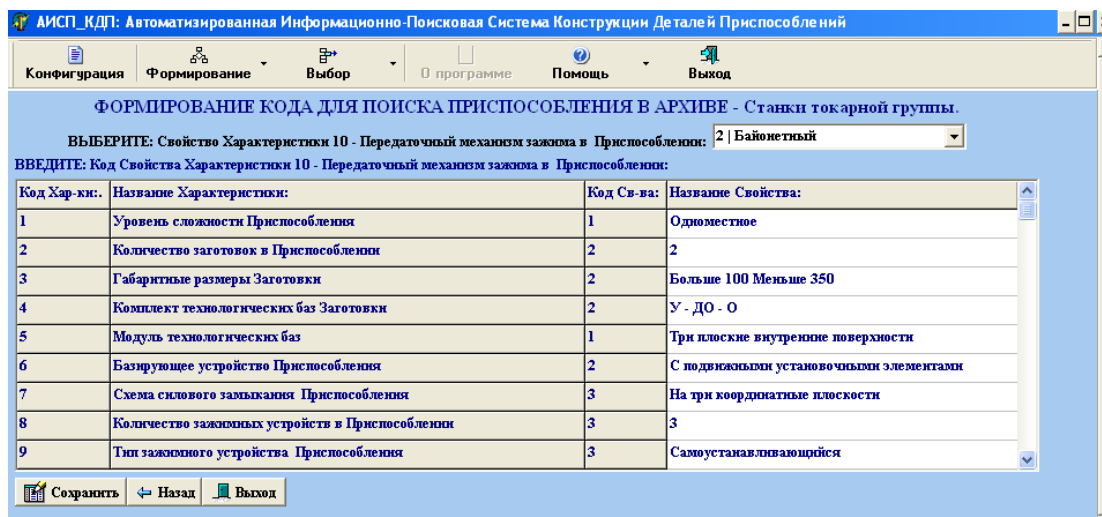 АИСП_КДП: Автоматизированная Информационно-Поисковая Система Конструкции Деталей Приспособлений
Конфигурация Формирование Выбор О программе Помощь Выход
ФОРМИРОВАНИЕ КОДА ДЛЯ ПОИСКА ПРИСПОСОБЛЕНИЯ В АРХИВЕ - Станки токарной группы.
ВЫБЕРИТЕ: Свойство Характеристики 10 - Передаточный механизм зажима в Приспособлении: 2 | Байонетный
ВВЕДИТЕ: Код Свойства Характеристики 10 - Передаточный механизм зажима в Приспособлении:
Код Хар-ки:. Название Характеристики: Код Св-ва: Название Свойства:
1 Уровень сложности Приспособления 1 Одноместное
2 Количество заготовок в Приспособлении 2 2
3 Габаритные размеры Заготовки 2 Больше 100 Меньше 350
4 Комплект технологических баз Заготовки 2 У - ДО - О
5 Модуль технологических баз 1 Три плоские внутренние поверхности
6 Базирующее устройство Приспособления 2 С подвижными установочными элементами
7 Схема силового замыкания Приспособления 3 На три координатные плоскости
8 Количество зажимных устройств в Приспособлении 3 3
9 Тип зажимного устройства Приспособления 3 Самоустанавливающийся
Сохранить Назад Выход